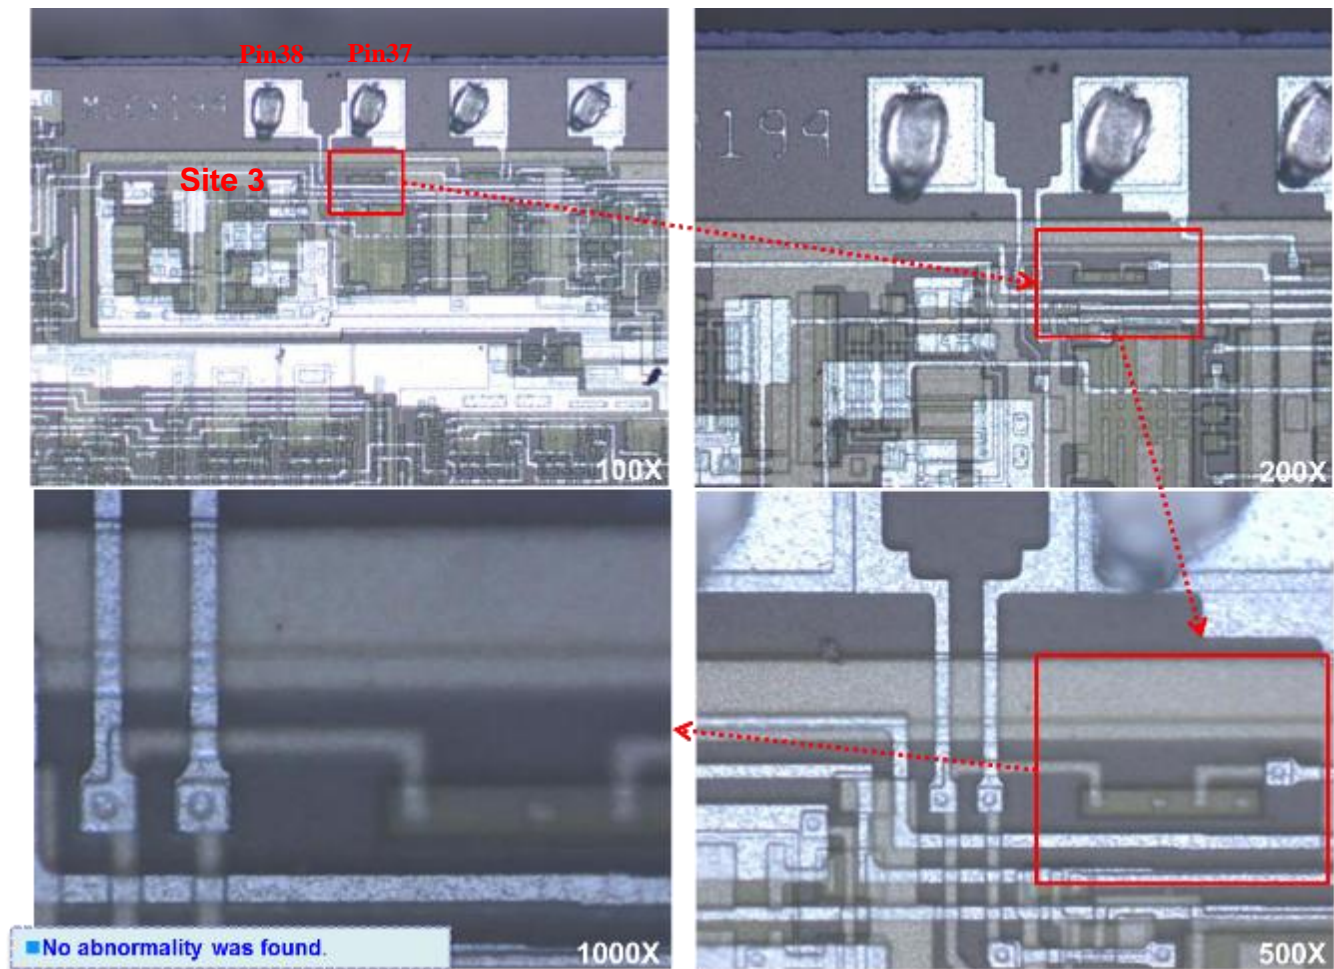 Pin38 Pin37
Site 3
100X
194
200X
■No abnormality was found.
1000X
500X